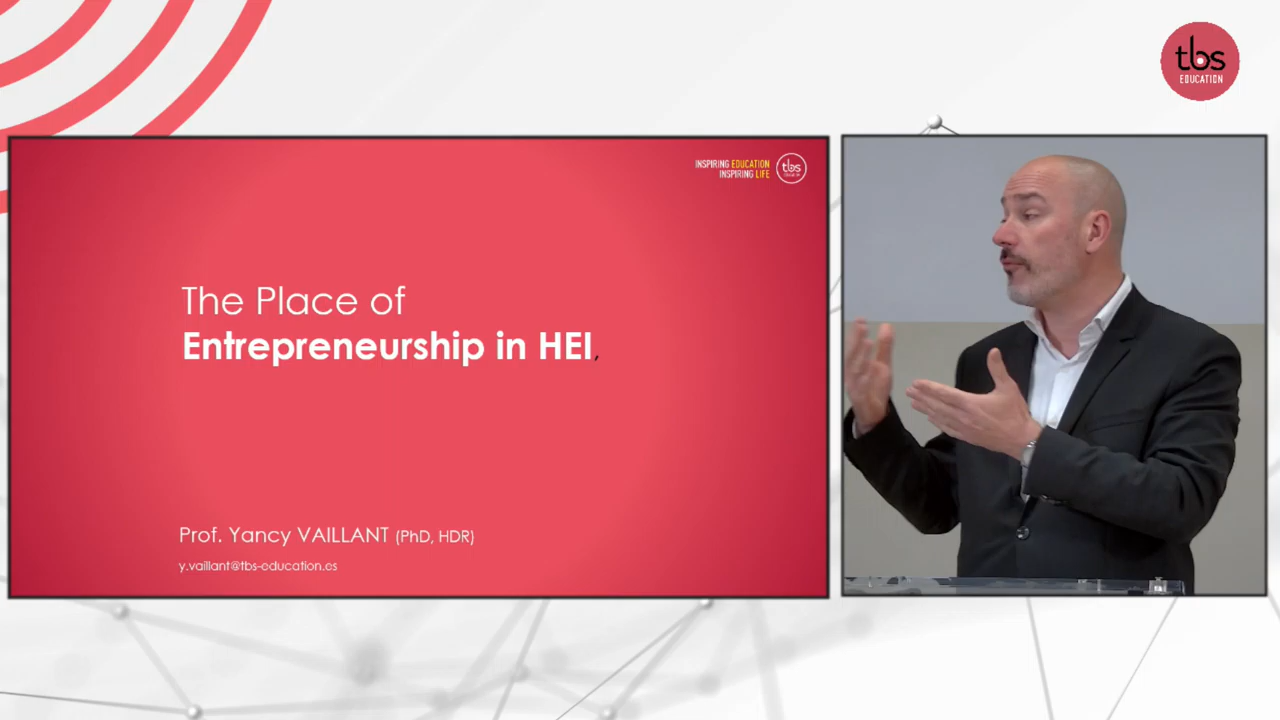 tbs
EDUCATION
INSPIRING EDUCATION
INSPIRING LIFE
tbs
The Place of
Entrepreneurship in HEI,
Prof. Yancy VAILLANT (PhD, HDR)
y.vaillant@tbs-education.es